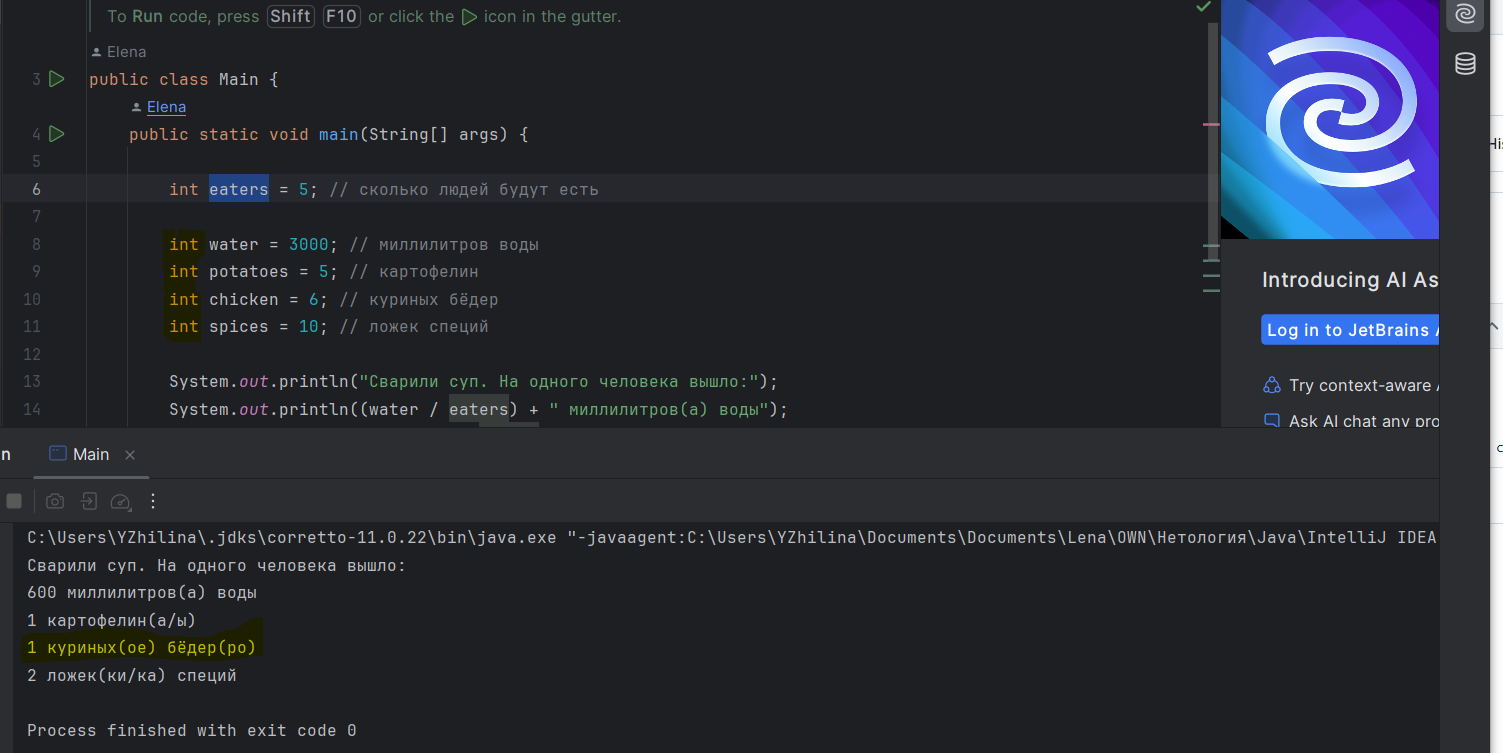 To Run code, press Shift F10 or click the icon in the gutter.
Elena
3 public class Main {
Elena
4 public static void main(String[] args) {
5
6 int eaters = 5; // сколько людей будут есть
7
8 int water = 3000; // миллилитров воды
9 int potatoes = 5; // картофелин
10 int chicken = 6; // куриных бёдер
11 int spices = 10; // ложек специй
12
13 System.out.println("Сварили суп. На одного человека вышло:");
14 System.out.println((water / eaters) + " миллилитров(а) воды");
Introducing AI As
Log in to JetBrains
Try context-aware
Ask AI chat any pro
His
n Main
C:\Users\YZhilina\.jdks\corretto-11.0.22\bin\java.exe "-javaagent:C:\Users\YZhilina\Documents\Documents\Lena\OWN\Нетология\Java\IntelliJ IDEA
Сварили суп. На одного человека вышло:
600 миллилитров(а) воды
1 картофелин(а/ы)
1 куриных(ое) бёдер(ро)
2 ложек(ки/ка) специй
Process finished with exit code 0